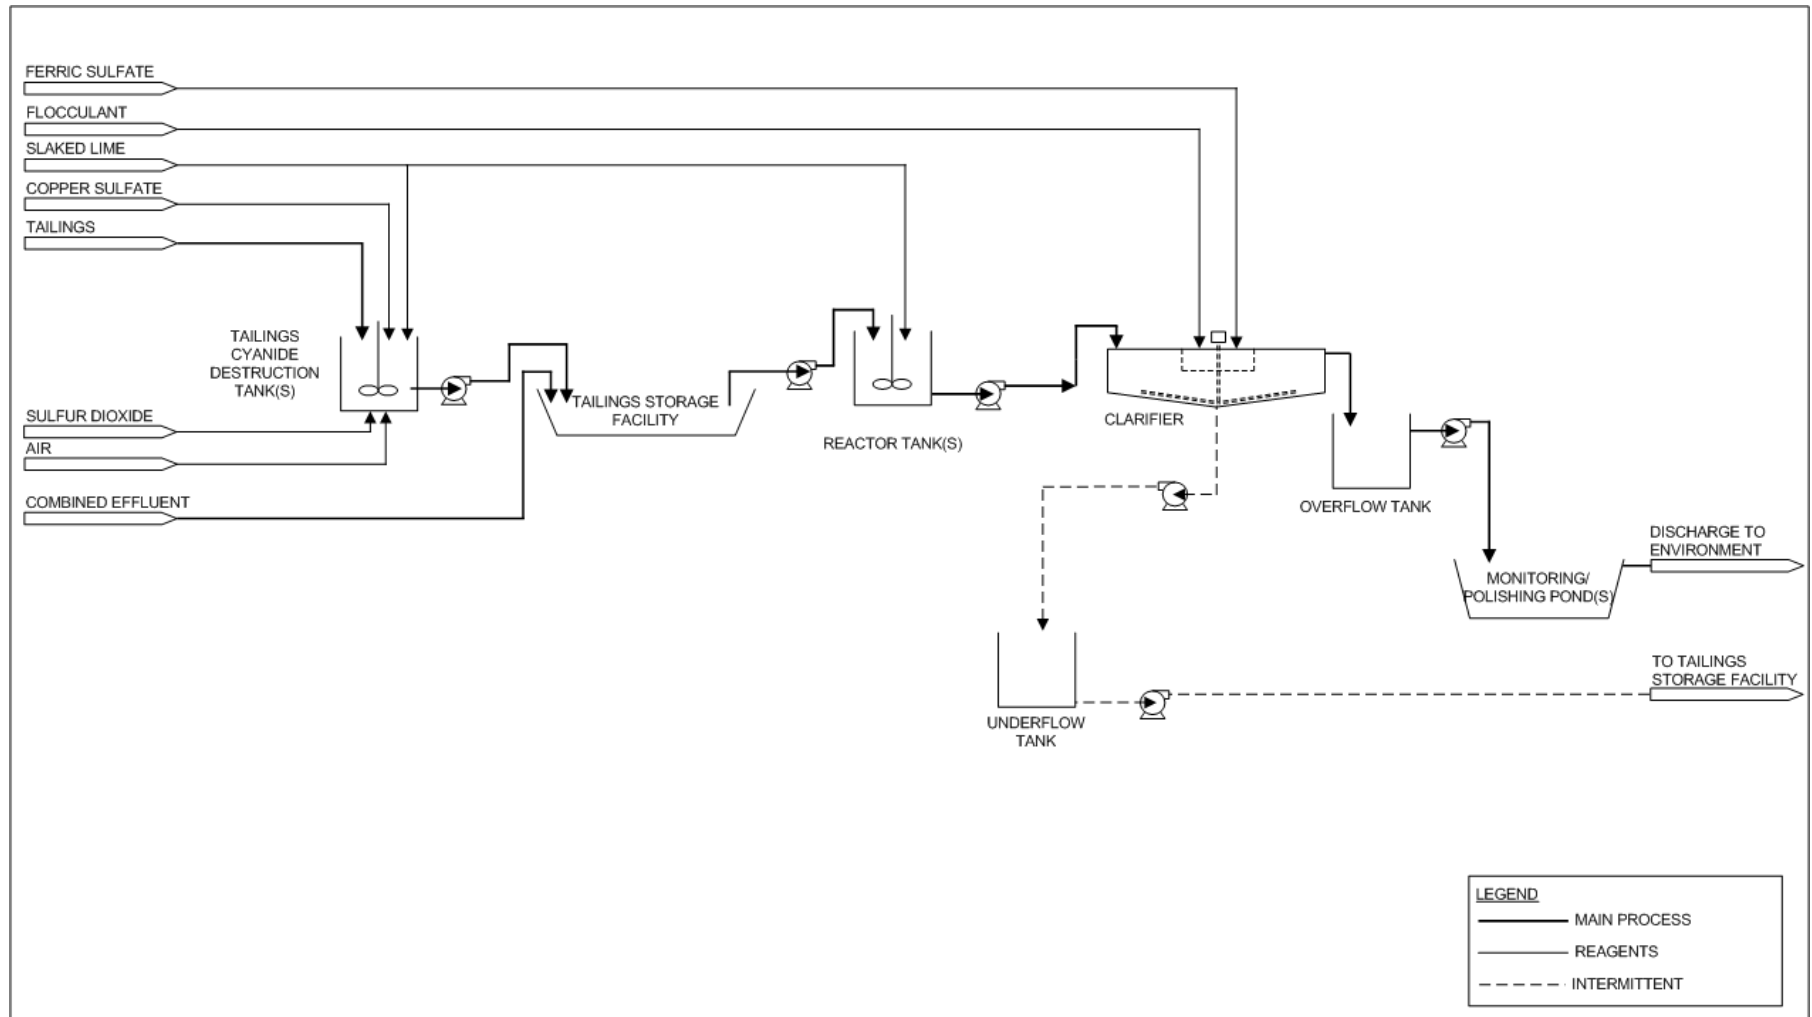 FERRIC SULFATE
FLOCCULANT
SLAKED LIME
COPPER SULFATE
TAILINGS
TAILINGS
CYANIDE
DESTRUCTION
TANK(S)
SULFUR DIOXIDE
AIR
COMBINED EFFLUENT
TAILINGS STORAGE
FACILITY
REACTOR TANK(S)
CLARIFIER
OVERFLOW TANK
DISCHARGE TO
ENVIRONMENT
MONITORING/
POLISHING POND(S)
TO TAILINGS
STORAGE FACILITY
UNDERFLOW
TANK
LEGEND
MAIN PROCESS
REAGENTS
INTERMITTENT